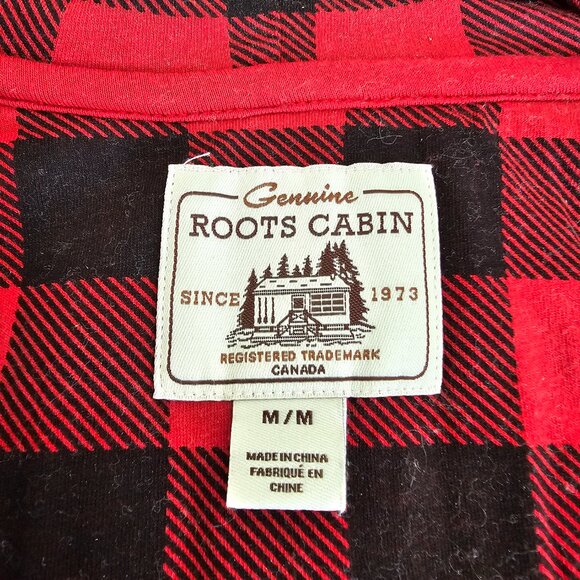 Genuine
ROOTS CABIN
SINCE 1973
REGISTERED TRADEMARK
CANADA
M/M
MADE IN CHINA
FABRIQUÉ EN
CHINE